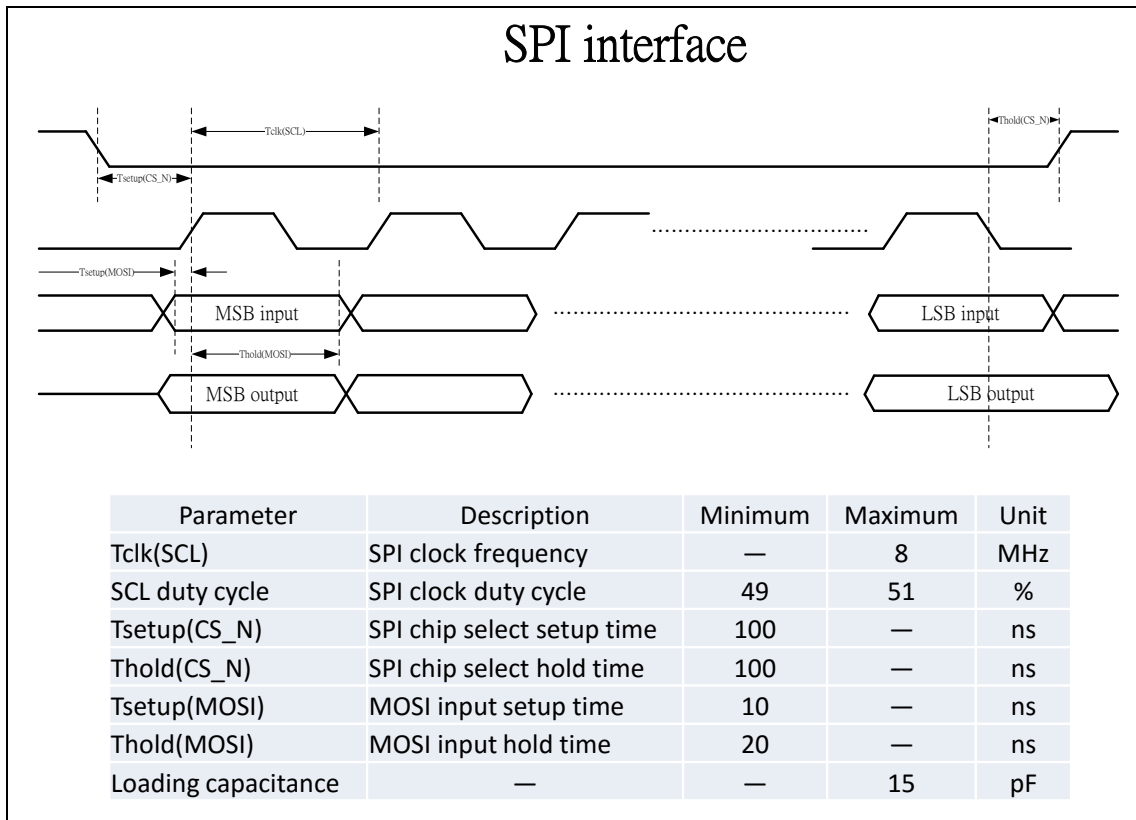 SPI interface
Tclk(SCL)
Thold(CS_N)
Tsetup(CS_N)
Tsetup(MOSI)
MSB input
LSB input
Thold(MOSI)
MSB output
LSB output
Parameter Description Minimum Maximum Unit
Tclk(SCL) SPI clock frequency — 8 MHz
SCL duty cycle SPI clock duty cycle 49 51 %
Tsetup(CS_N) SPI chip select setup time 100 — ns
Thold(CS_N) SPI chip select hold time 100 — ns
Tsetup(MOSI) MOSI input setup time 10 — ns
Thold(MOSI) MOSI input hold time 20 — ns
Loading capacitance — — 15 pF